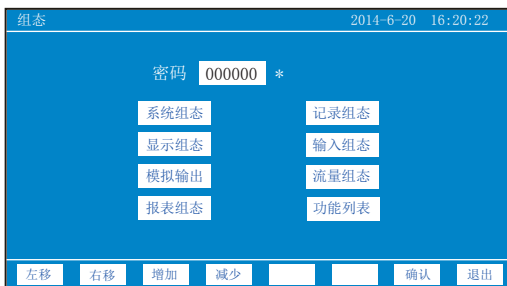 组态 2014-6-20 16:20:22
密码 000000 *
系统组态 记录组态
显示组态 输入组态
模拟输出 流量组态
报表组态 功能列表
左移 右移 增加 减少 确认 退出